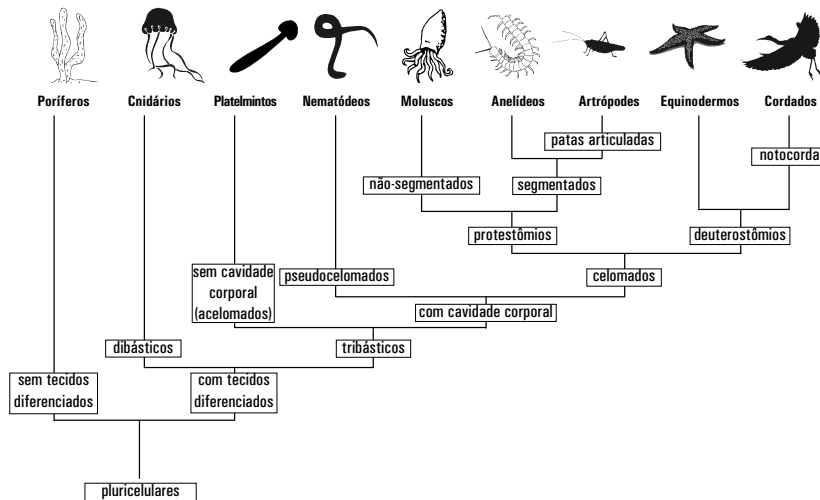 Poríferos Cnidários Platelmintos Nematódeos Moluscos Anelídeos Artrópodes Equinodermos Cordados
patas articuladas
notocorda
não-segmentados segmentados
protestômios deuterostômios
sem cavidade
corporal
(acelomados)
pseudocelomados celomados
com cavidade corporal
dibásticos tribásticos
sem tecidos
diferenciados
com tecidos
diferenciados
pluricelulares